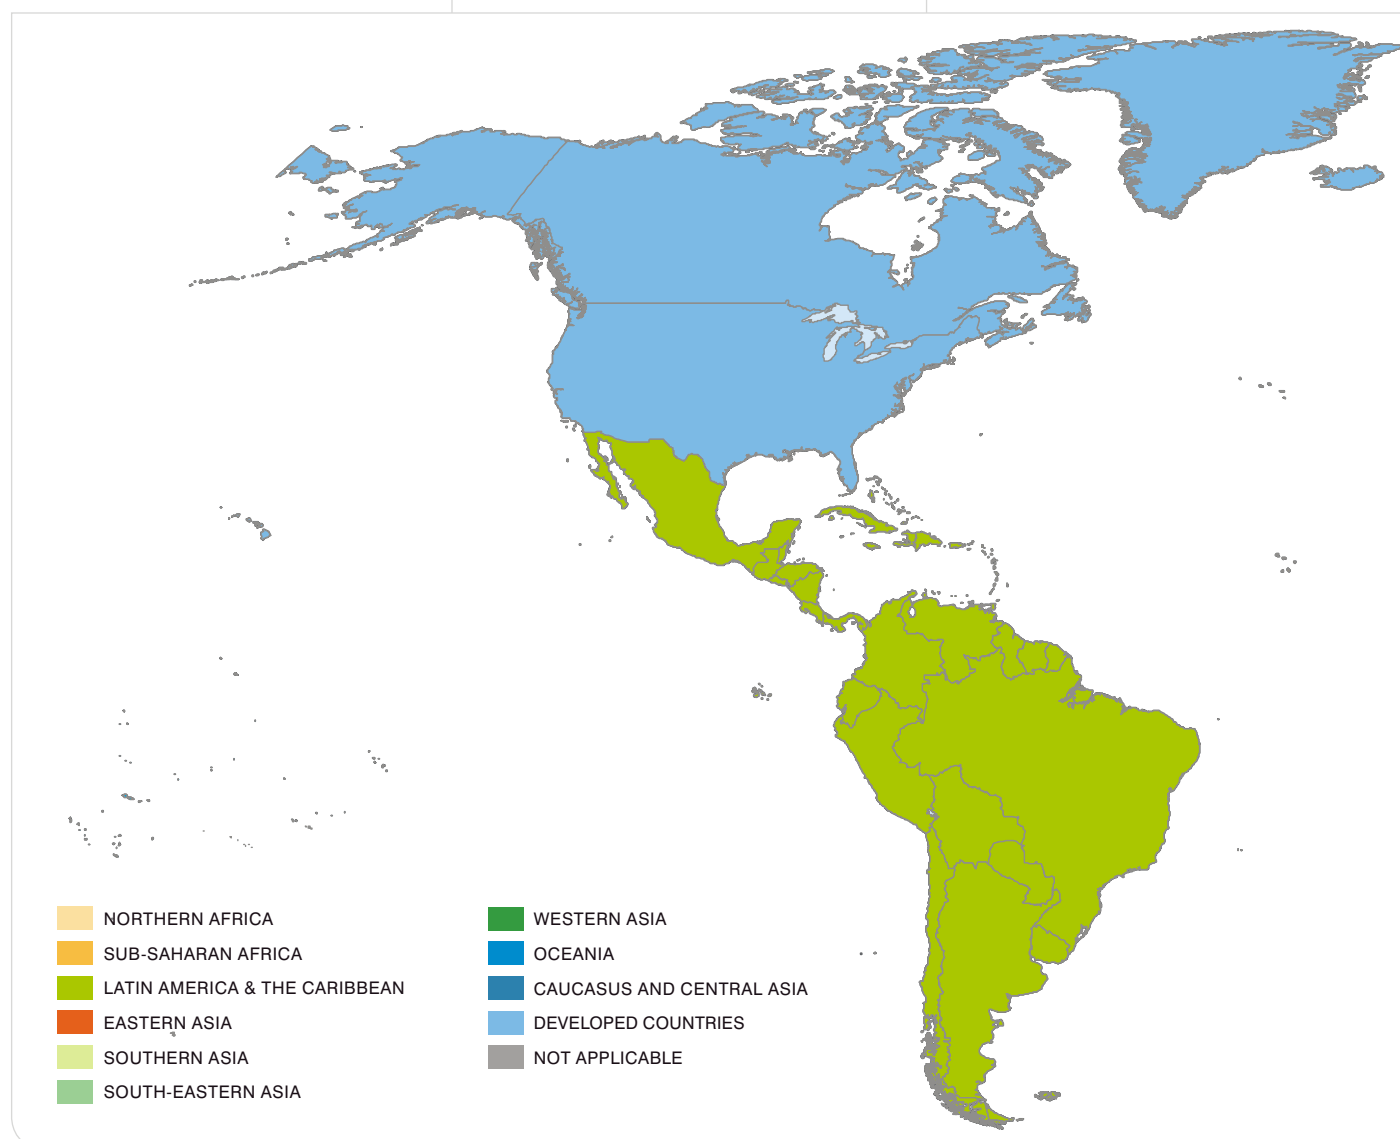 NORTHERN AFRICA
SUB-SAHARAN AFRICA
LATIN AMERICA & THE CARIBBEAN
EASTERN ASIA
SOUTHERN ASIA
SOUTH-EASTERN ASIA
WESTERN ASIA
OCEANIA
CAUCASUS AND CENTRAL ASIA
DEVELOPED COUNTRIES
NOT APPLICABLE